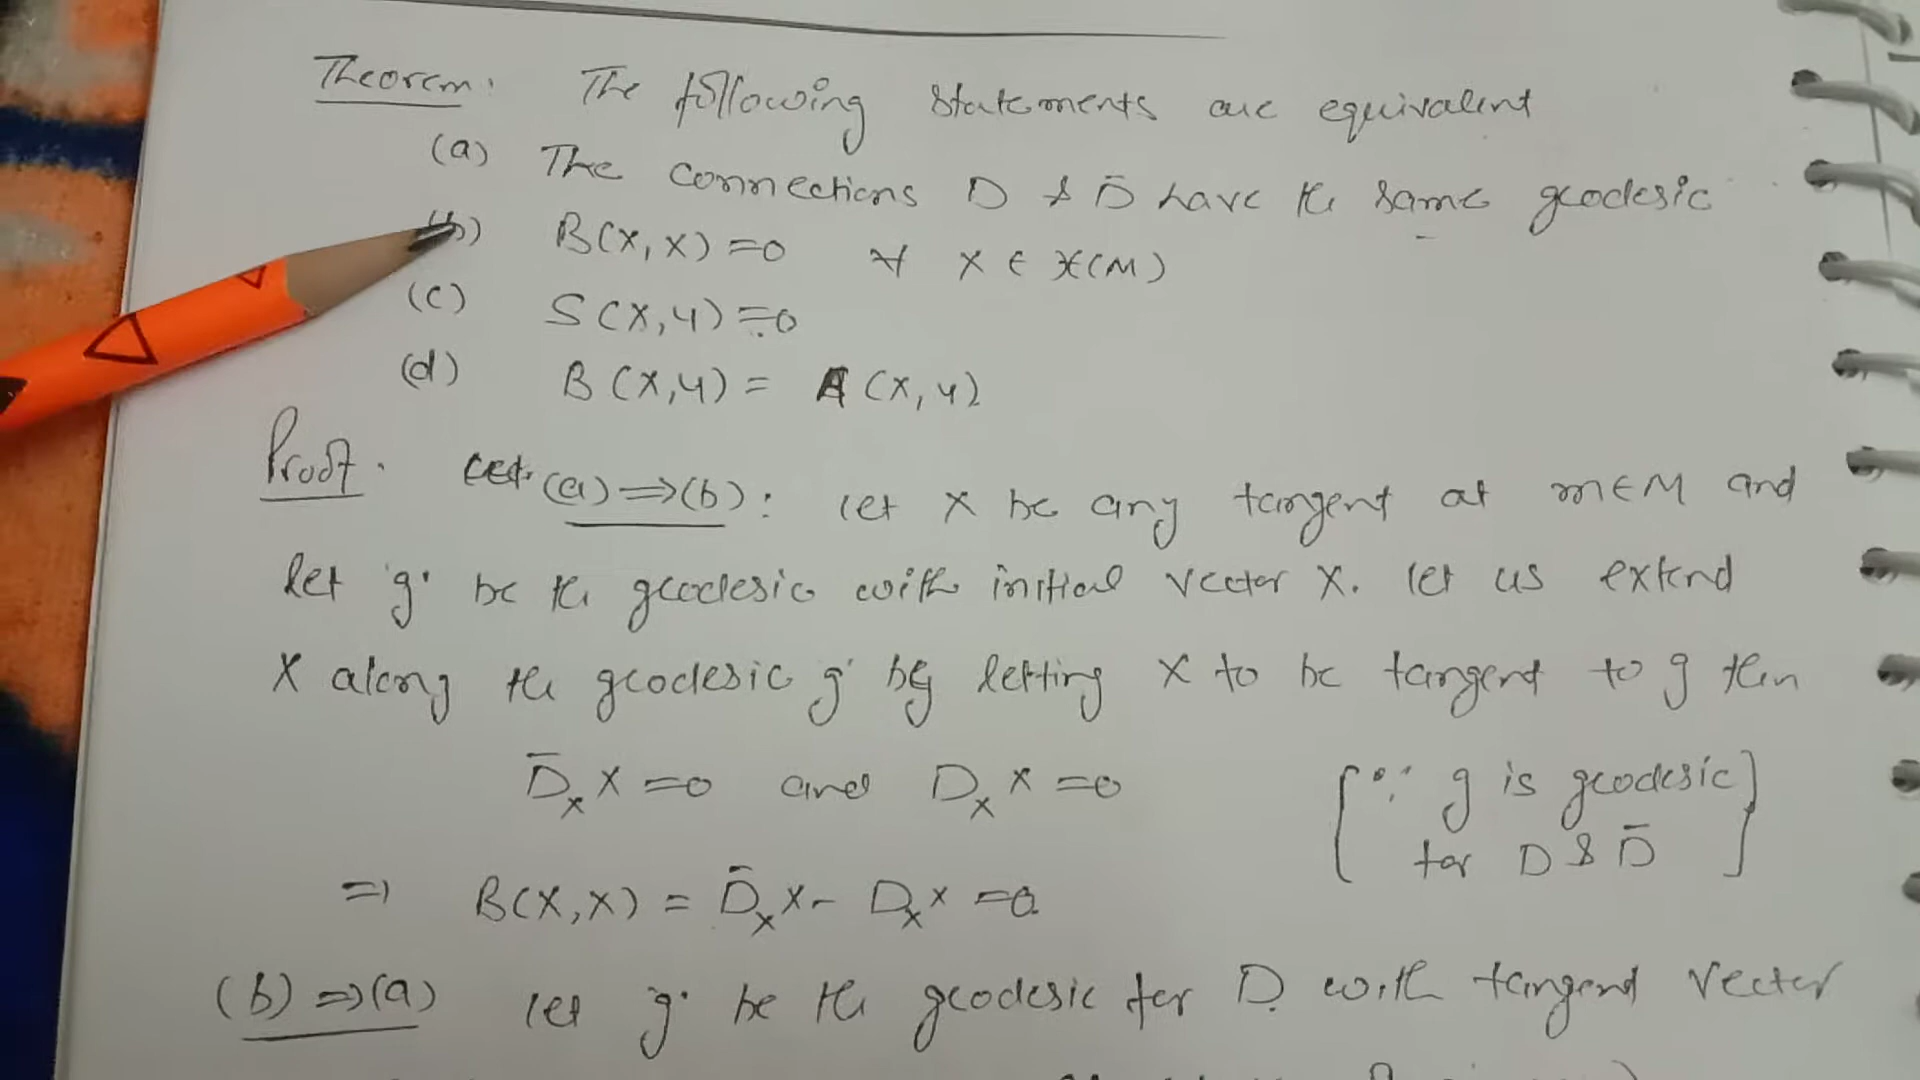 Theorem. The following statements are equivalent
(a) The connections D & D̄ have the same geodesic
(b) B(X,X) = 0 ∀ X ∈ 𝔛(M)
(c) S(X,Y) = 0
(d) B(X,Y) = A(X,Y)
Proof. Let (a) ⇒ (b): let X be any tangent at m∈M and
let 'g' be the geodesic with initial vector X. let us extend
X along the geodesic 'g' by letting X to be tangent to g then
D̄ₓX = 0 and DₓX = 0 [∵ g is geodesic
for D & D̄]
⇒ B(X,X) = D̄ₓX - DₓX = 0
(b) ⇒ (a) let 'g' be the geodesic for D with tangent vector